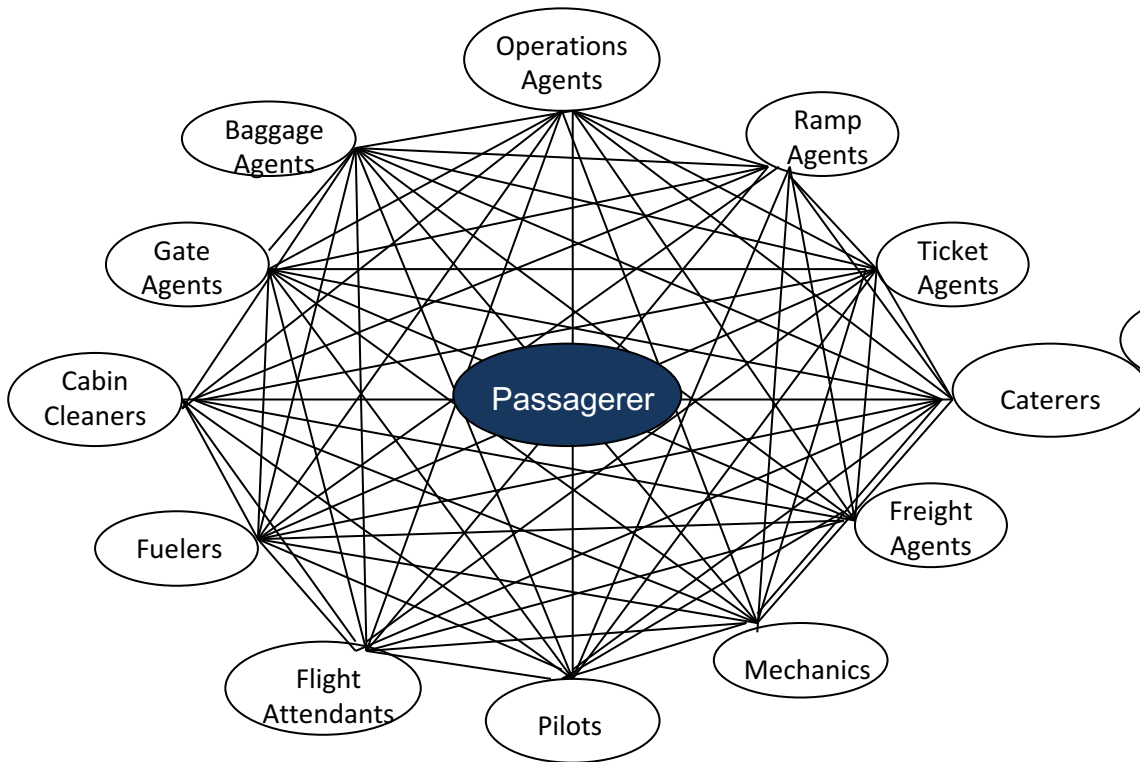 Operations
Agents
Baggage
Agents
Ramp
Agents
Gate
Agents
Ticket
Agents
Cabin
Cleaners
Passagerer
Caterers
Fuelers
Freight
Agents
Flight
Attendants
Pilots
Mechanics